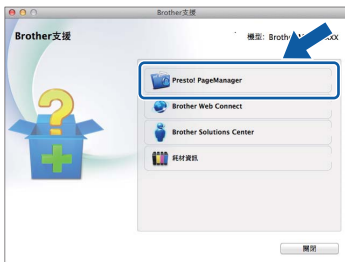 Brother支援
Brother支援
機型: Broth
XX
Presto! PageManager
Brother Web Connect
Brother Solutions Center
耗材資訊
關閉